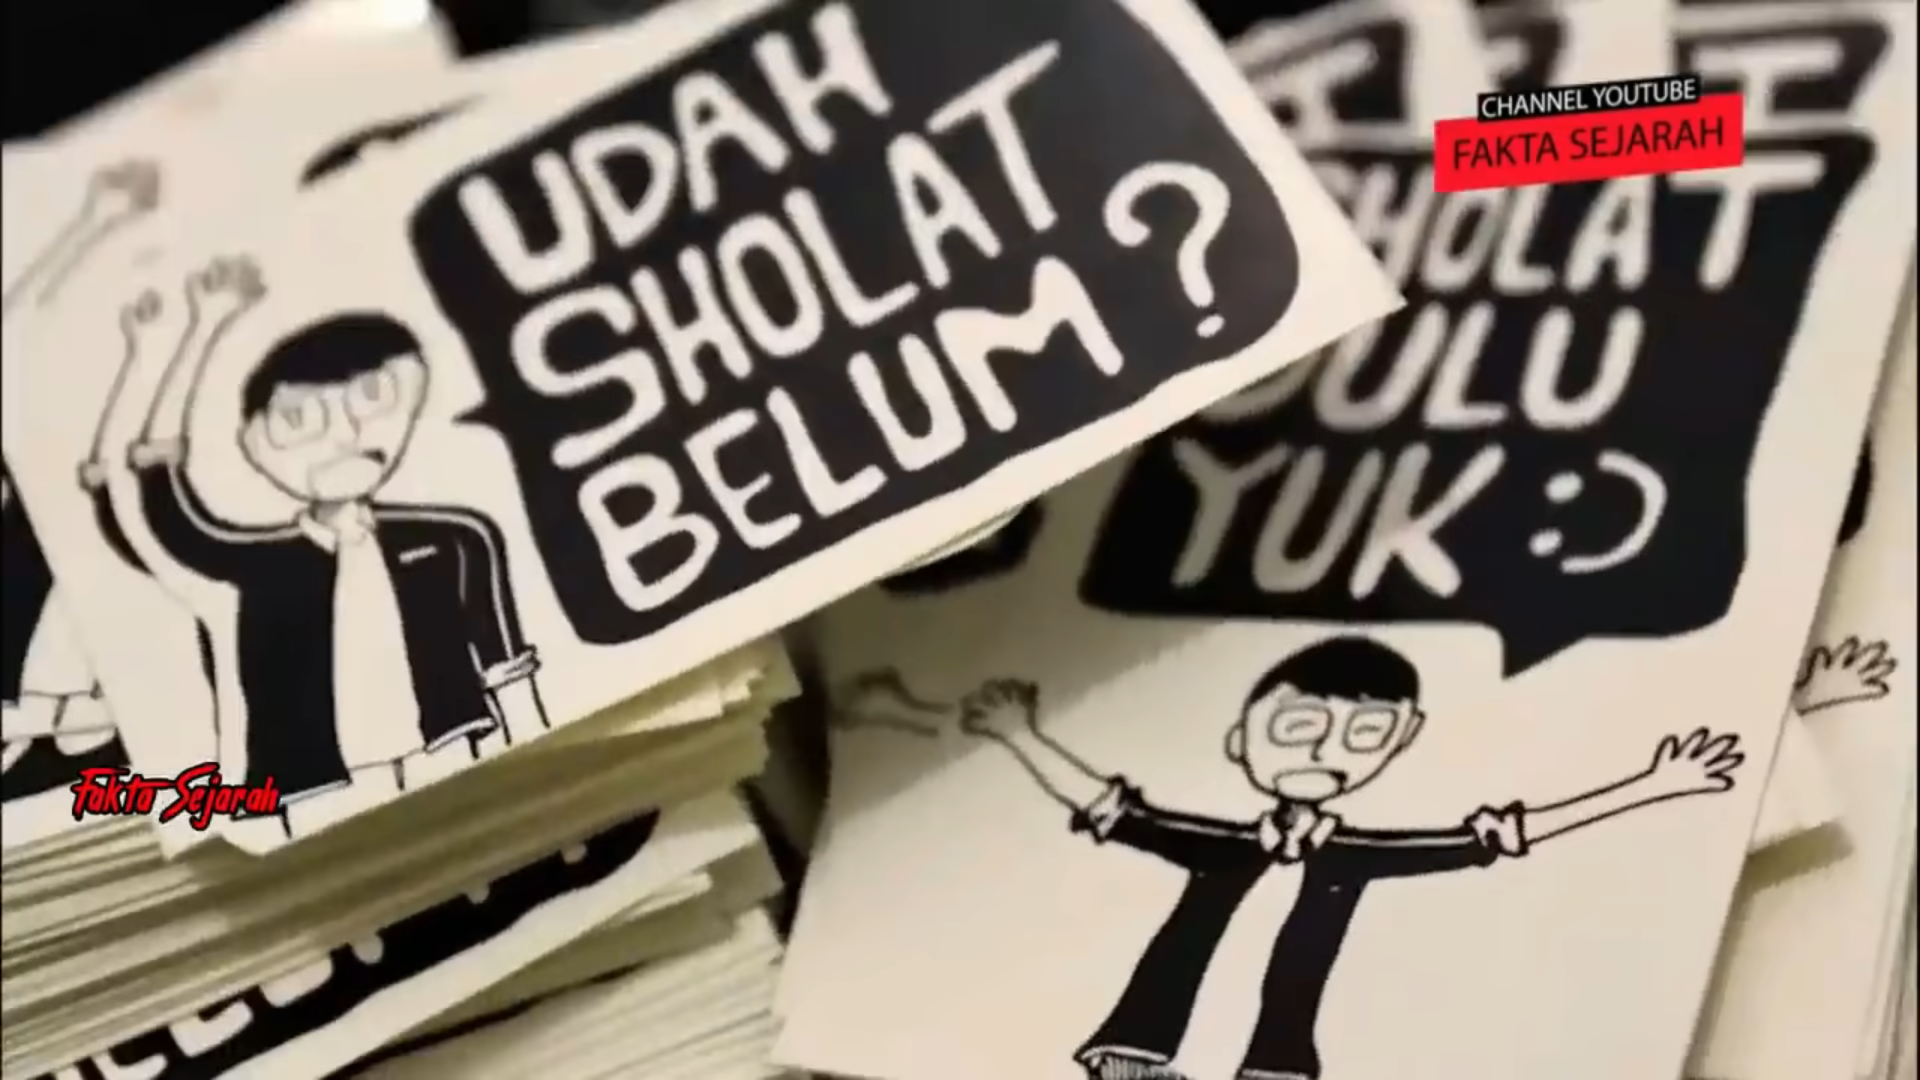 UDAH
SHOLAT
BELUM ?
CHANNEL YOUTUBE
FAKTA SEJARAH
SHOLAT
DULU
YUK :)
Fakta Sejarah